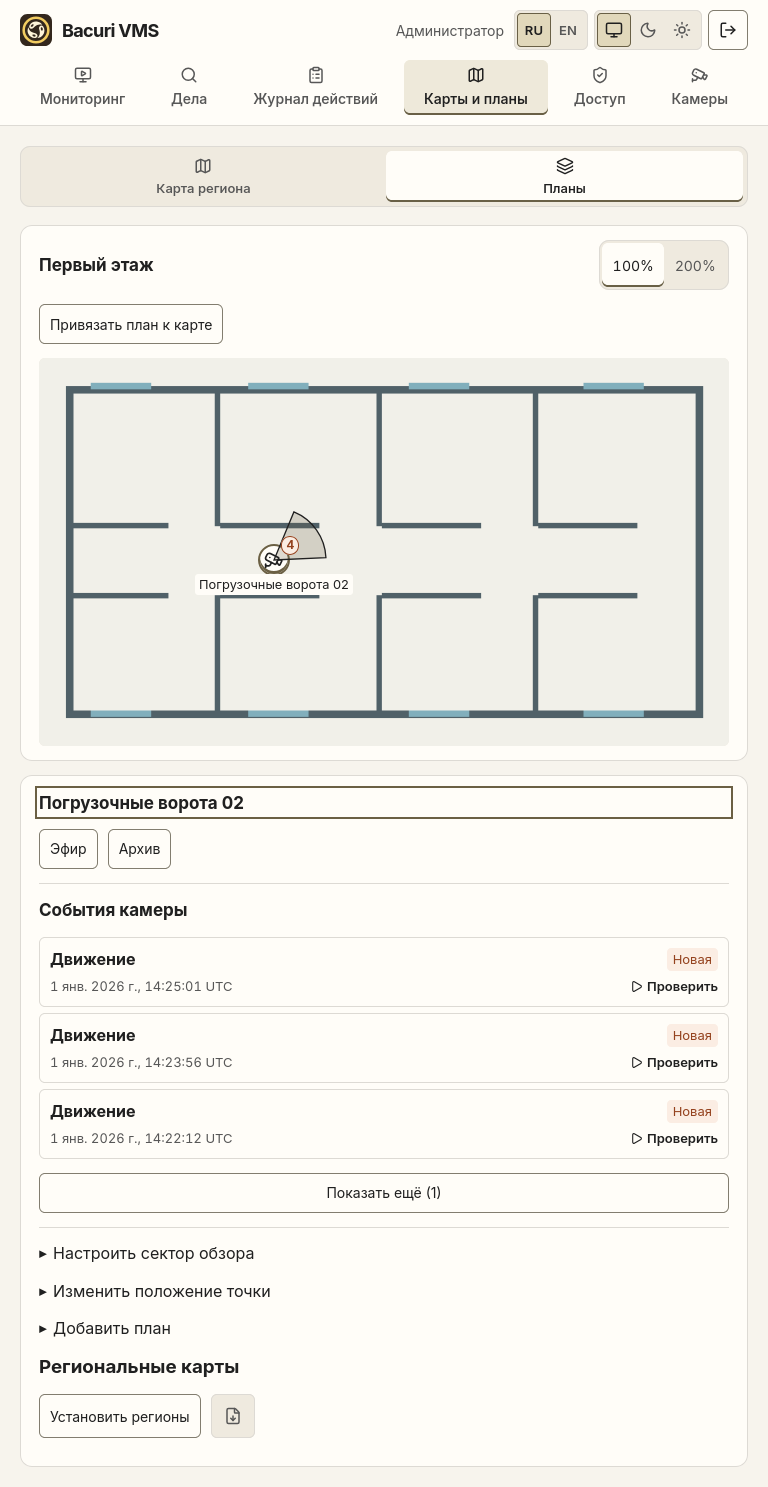 Bacuri VMS
Администратор
RU EN
Мониторинг
Дела
Журнал действий
Карты и планы
Доступ
Камеры
Карта региона
Планы
Первый этаж
100% 200%
Привязать план к карте
4
Погрузочные ворота 02
Погрузочные ворота 02
Эфир
Архив
События камеры
Движение
Новая
1 янв. 2026 г., 14:25:01 UTC
Проверить
Движение
Новая
1 янв. 2026 г., 14:23:56 UTC
Проверить
Движение
Новая
1 янв. 2026 г., 14:22:12 UTC
Проверить
Показать ещё (1)
Настроить сектор обзора
Изменить положение точки
Добавить план
Региональные карты
Установить регионы